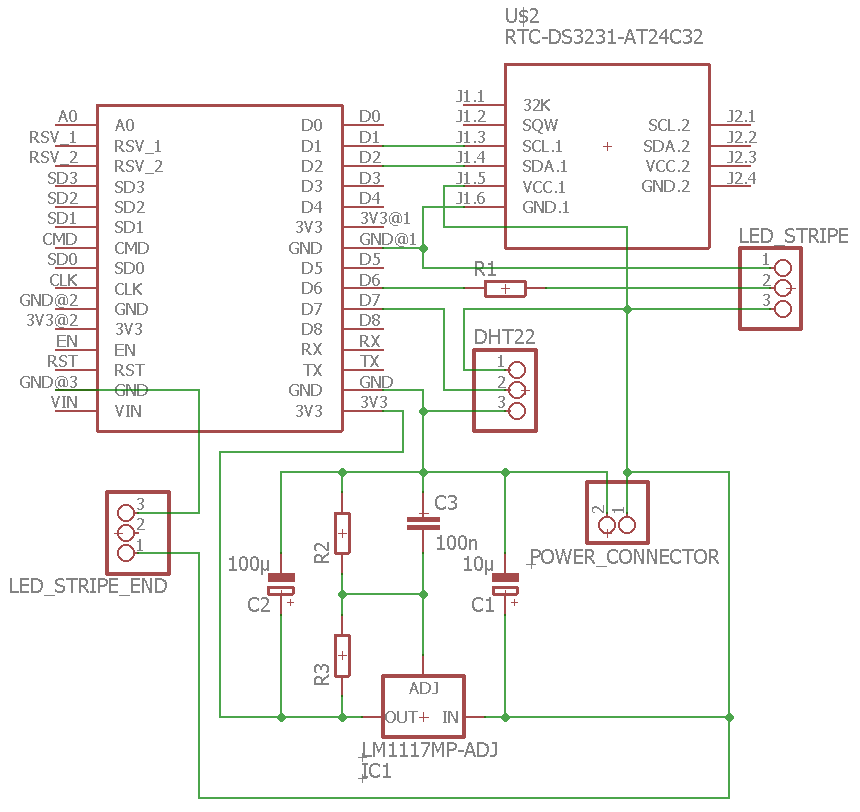 U$2
RTC-DS3231-AT24C32
J1.1
J1.2
J1.3
J1.4
J1.5
J1.6
32K
SQW
SCL.1
SDA.1
VCC.1
GND.1
SCL.2
SDA.2
VCC.2
GND.2
J2.1
J2.2
J2.3
J2.4
A0
RSV_1
RSV_2
SD3
SD2
SD1
CMD
SD0
CLK
GND@2
3V3@2
EN
RST
GND@3
VIN
A0
RSV_1
RSV_2
SD3
SD2
SD1
CMD
SD0
CLK
GND
3V3
EN
RST
GND
VIN
D0
D1
D2
D3
D4
3V3
GND
D5
D6
D7
D8
RX
TX
GND
3V3
D0
D1
D2
D3
D4
3V3@1
GND@1
D5
D6
D7
D8
RX
TX
GND
3V3
LED_STRIPE
1
2
3
R1
DHT22
1
2
3
3
2
1
LED_STRIPE_END
2
1
POWER_CONNECTOR
100µ
C2
R2
R3
C3
100n
10µ
C1
ADJ
OUT+ IN
LM1117MP-ADJ
IC1